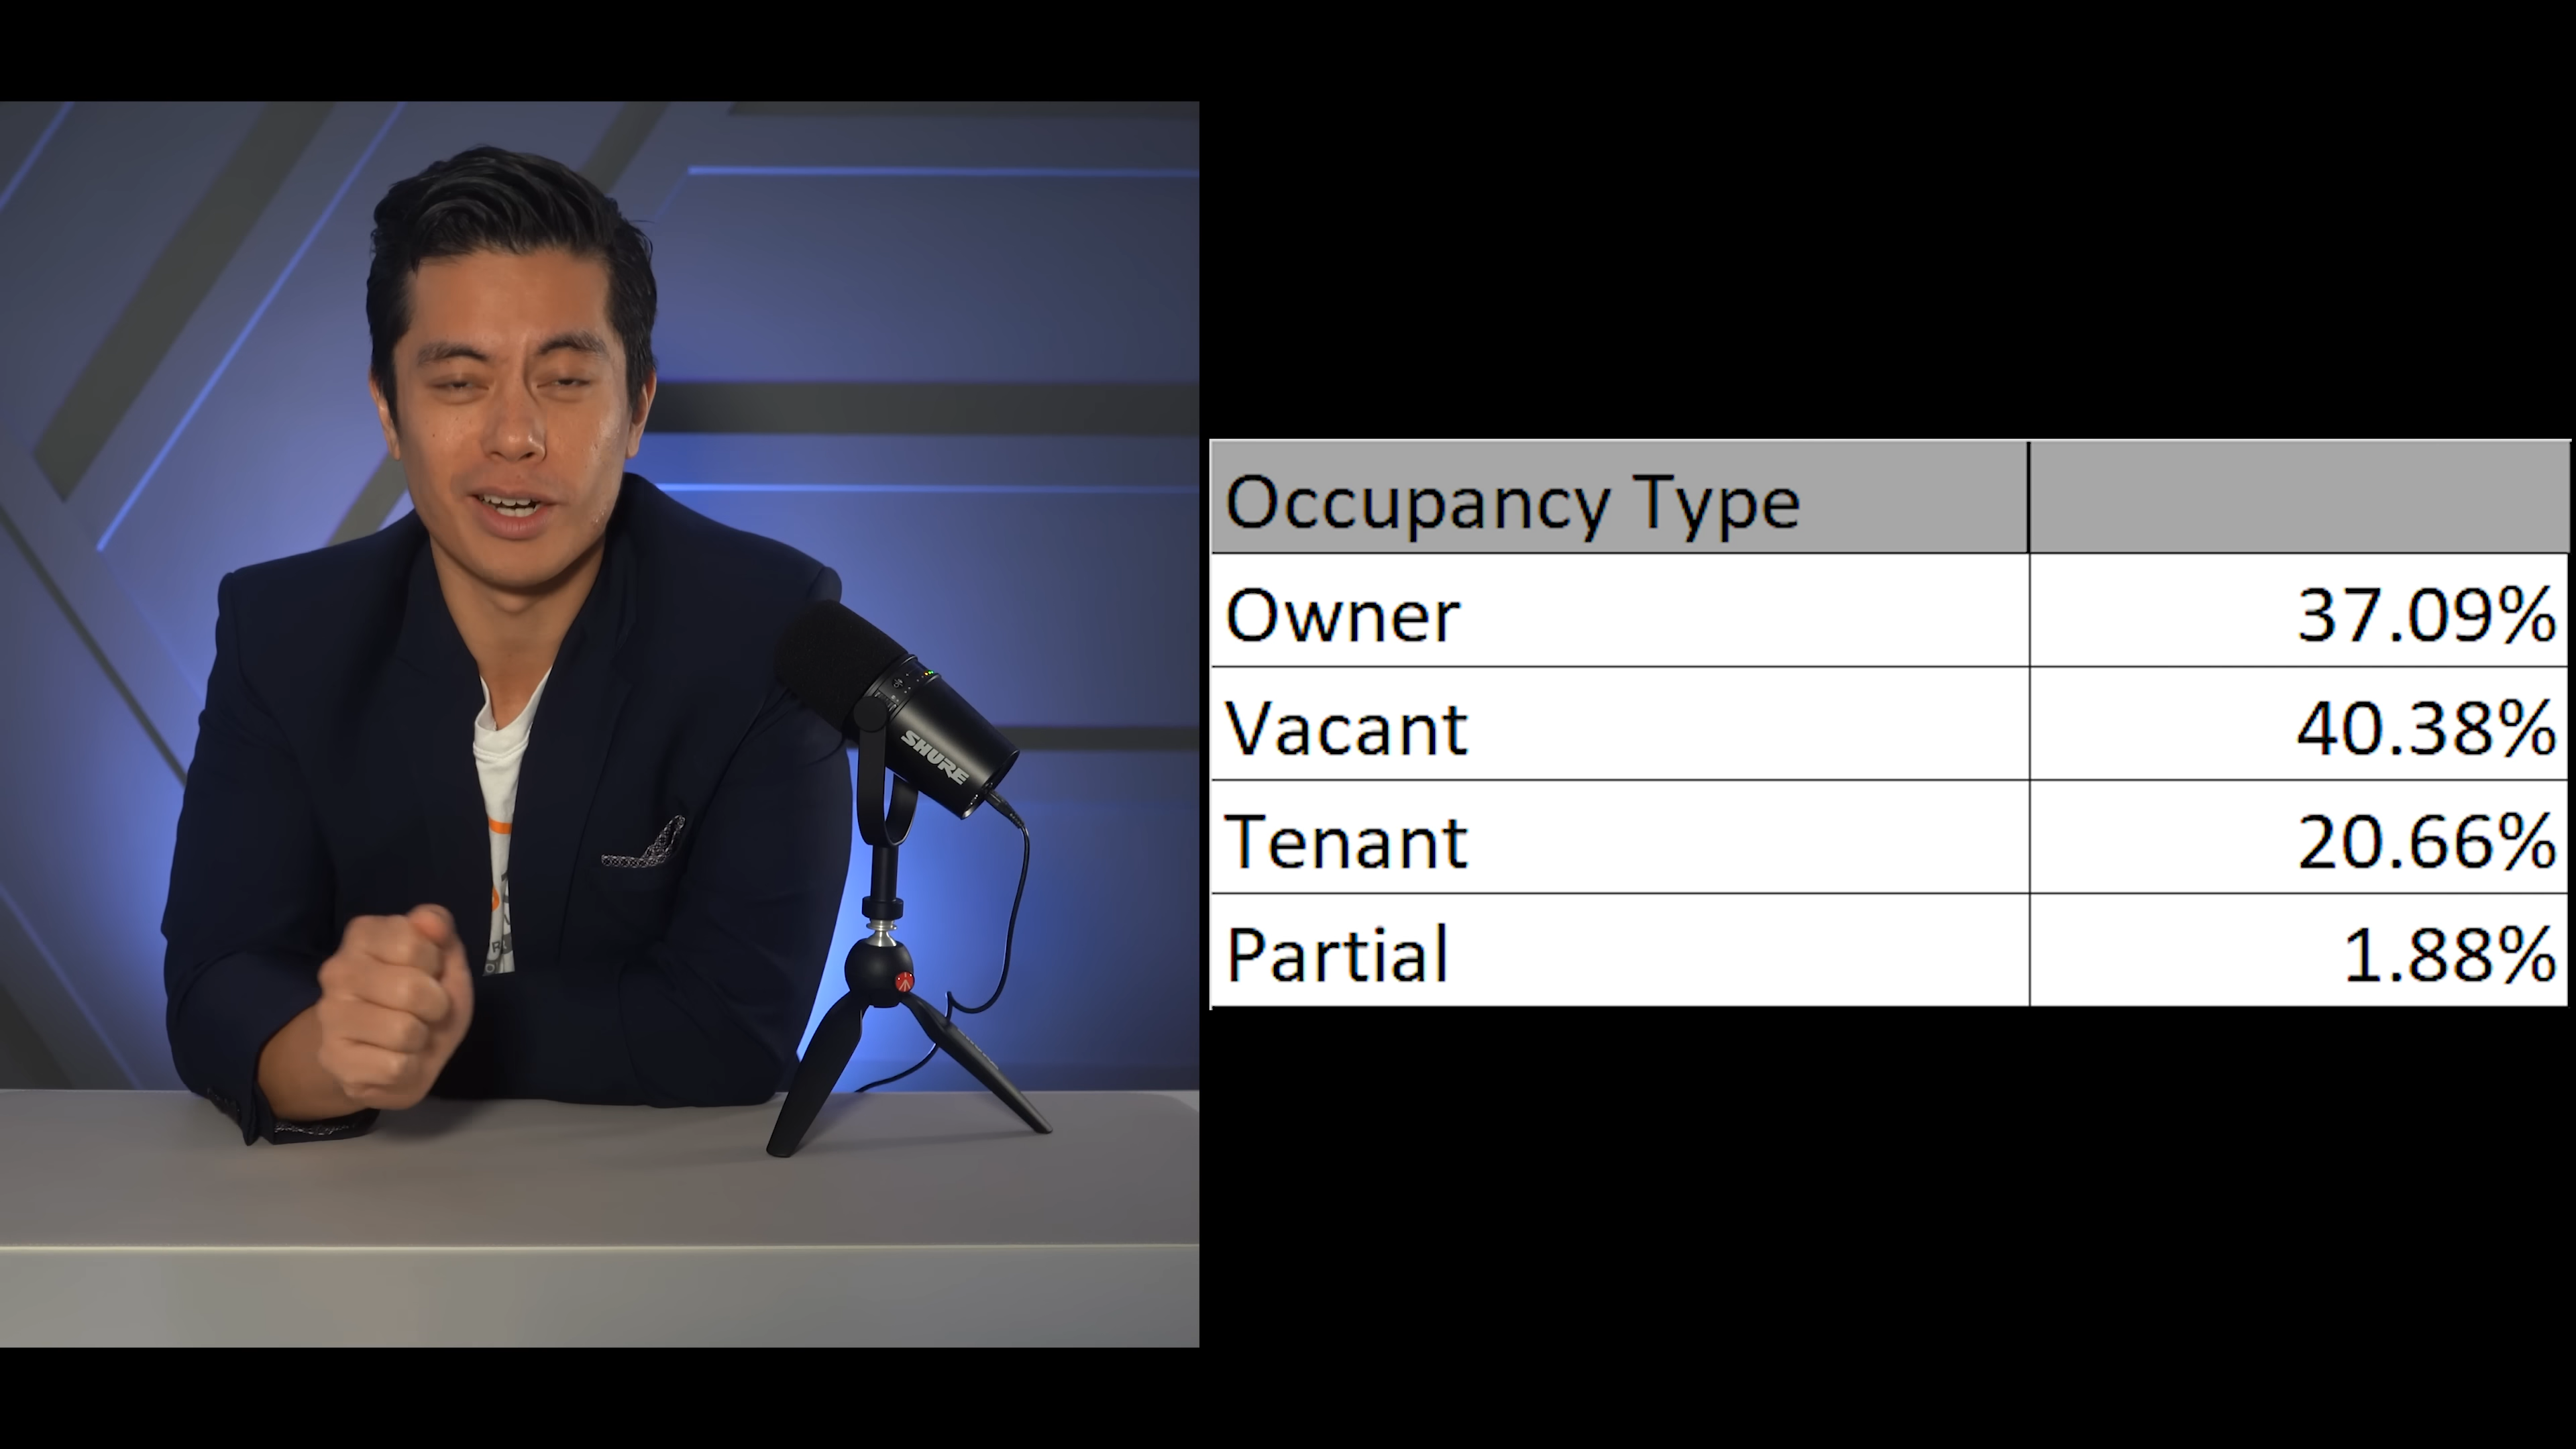 SHURE
Occupancy Type
Owner 37.09%
Vacant 40.38%
Tenant 20.66%
Partial 1.88%